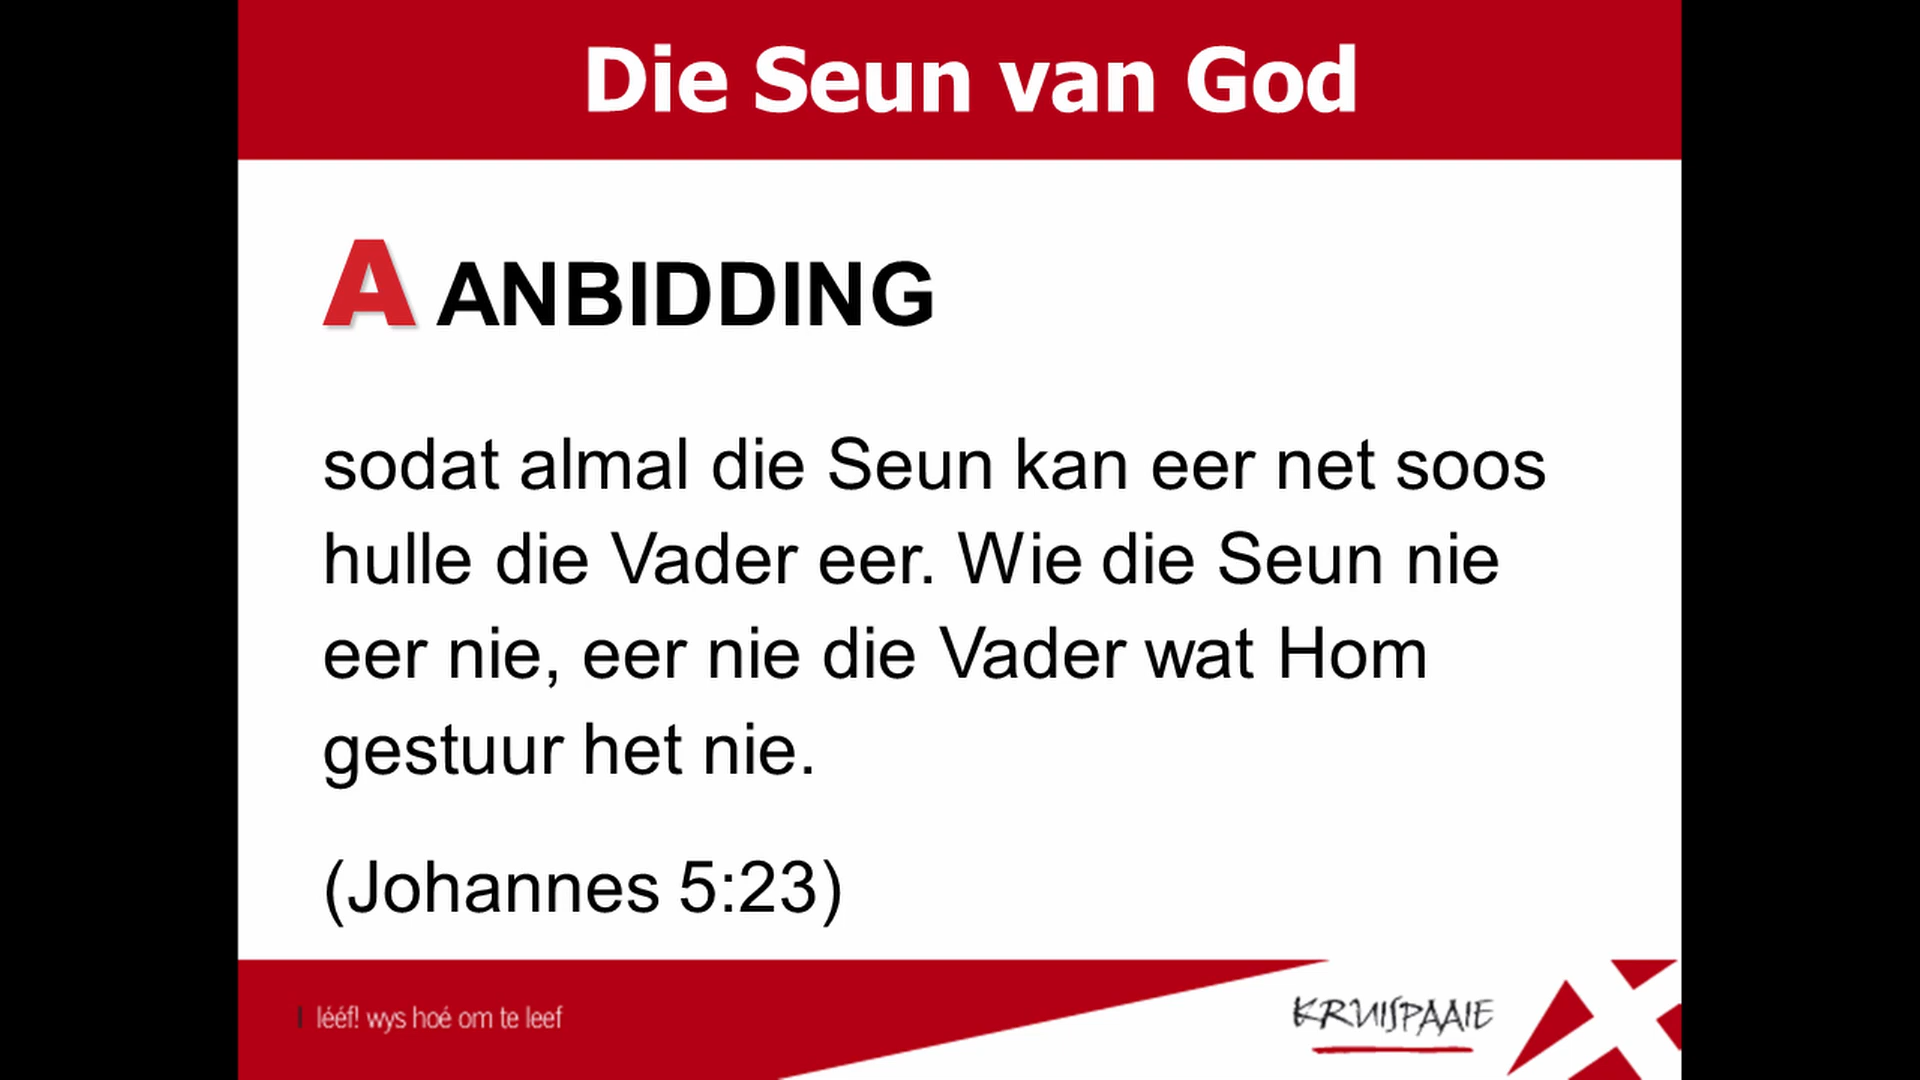 Die Seun van God
A ANBIDDING
sodat almal die Seun kan eer net soos
hulle die Vader eer. Wie die Seun nie
eer nie, eer nie die Vader wat Hom
gestuur het nie.
(Johannes 5:23)
lééf! wys hoé om te leef
KRUISPAAIE